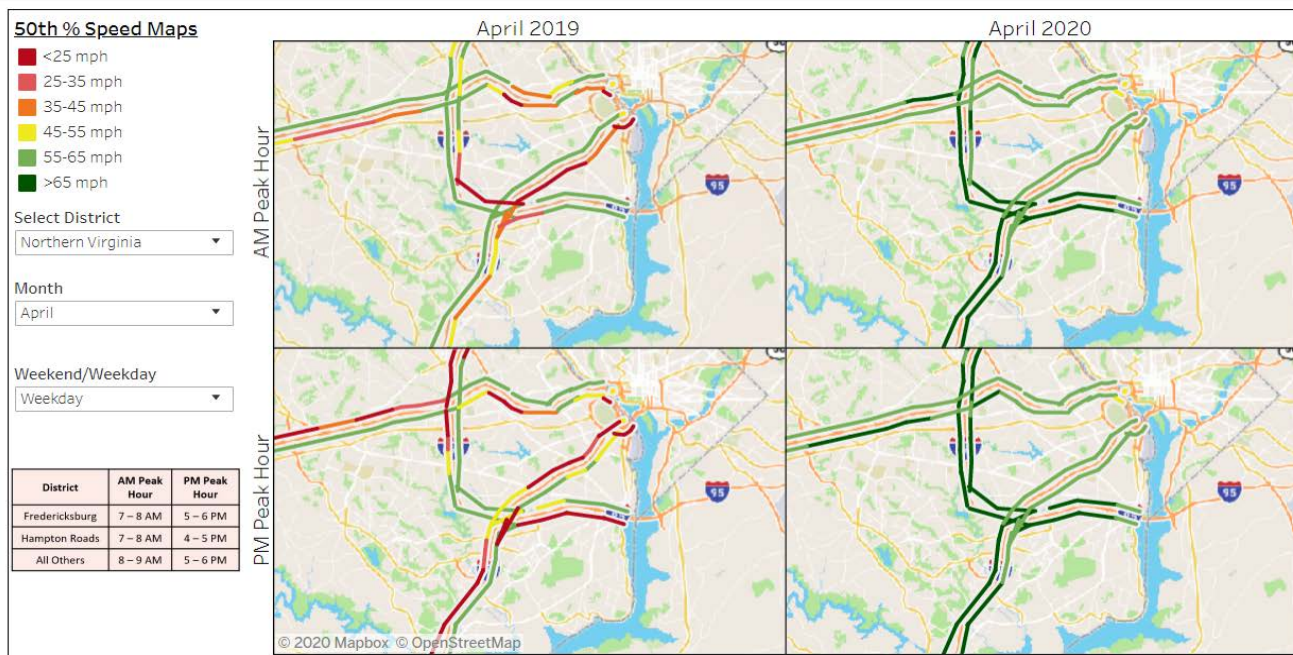 50th % Speed Maps
<25 mph
25-35 mph
35-45 mph
45-55 mph
55-65 mph
>65 mph
Select District
Northern Virginia
Month
April
Weekend/Weekday
Weekday
District AM Peak Hour PM Peak Hour
Fredericksburg 7 – 8 AM 5 – 6 PM
Hampton Roads 7 – 8 AM 4 – 5 PM
All Others 8 – 9 AM 5 – 6 PM
April 2019
April 2020
AM Peak Hour
95
95
PM Peak Hour
95
95
© 2020 Mapbox © OpenStreetMap